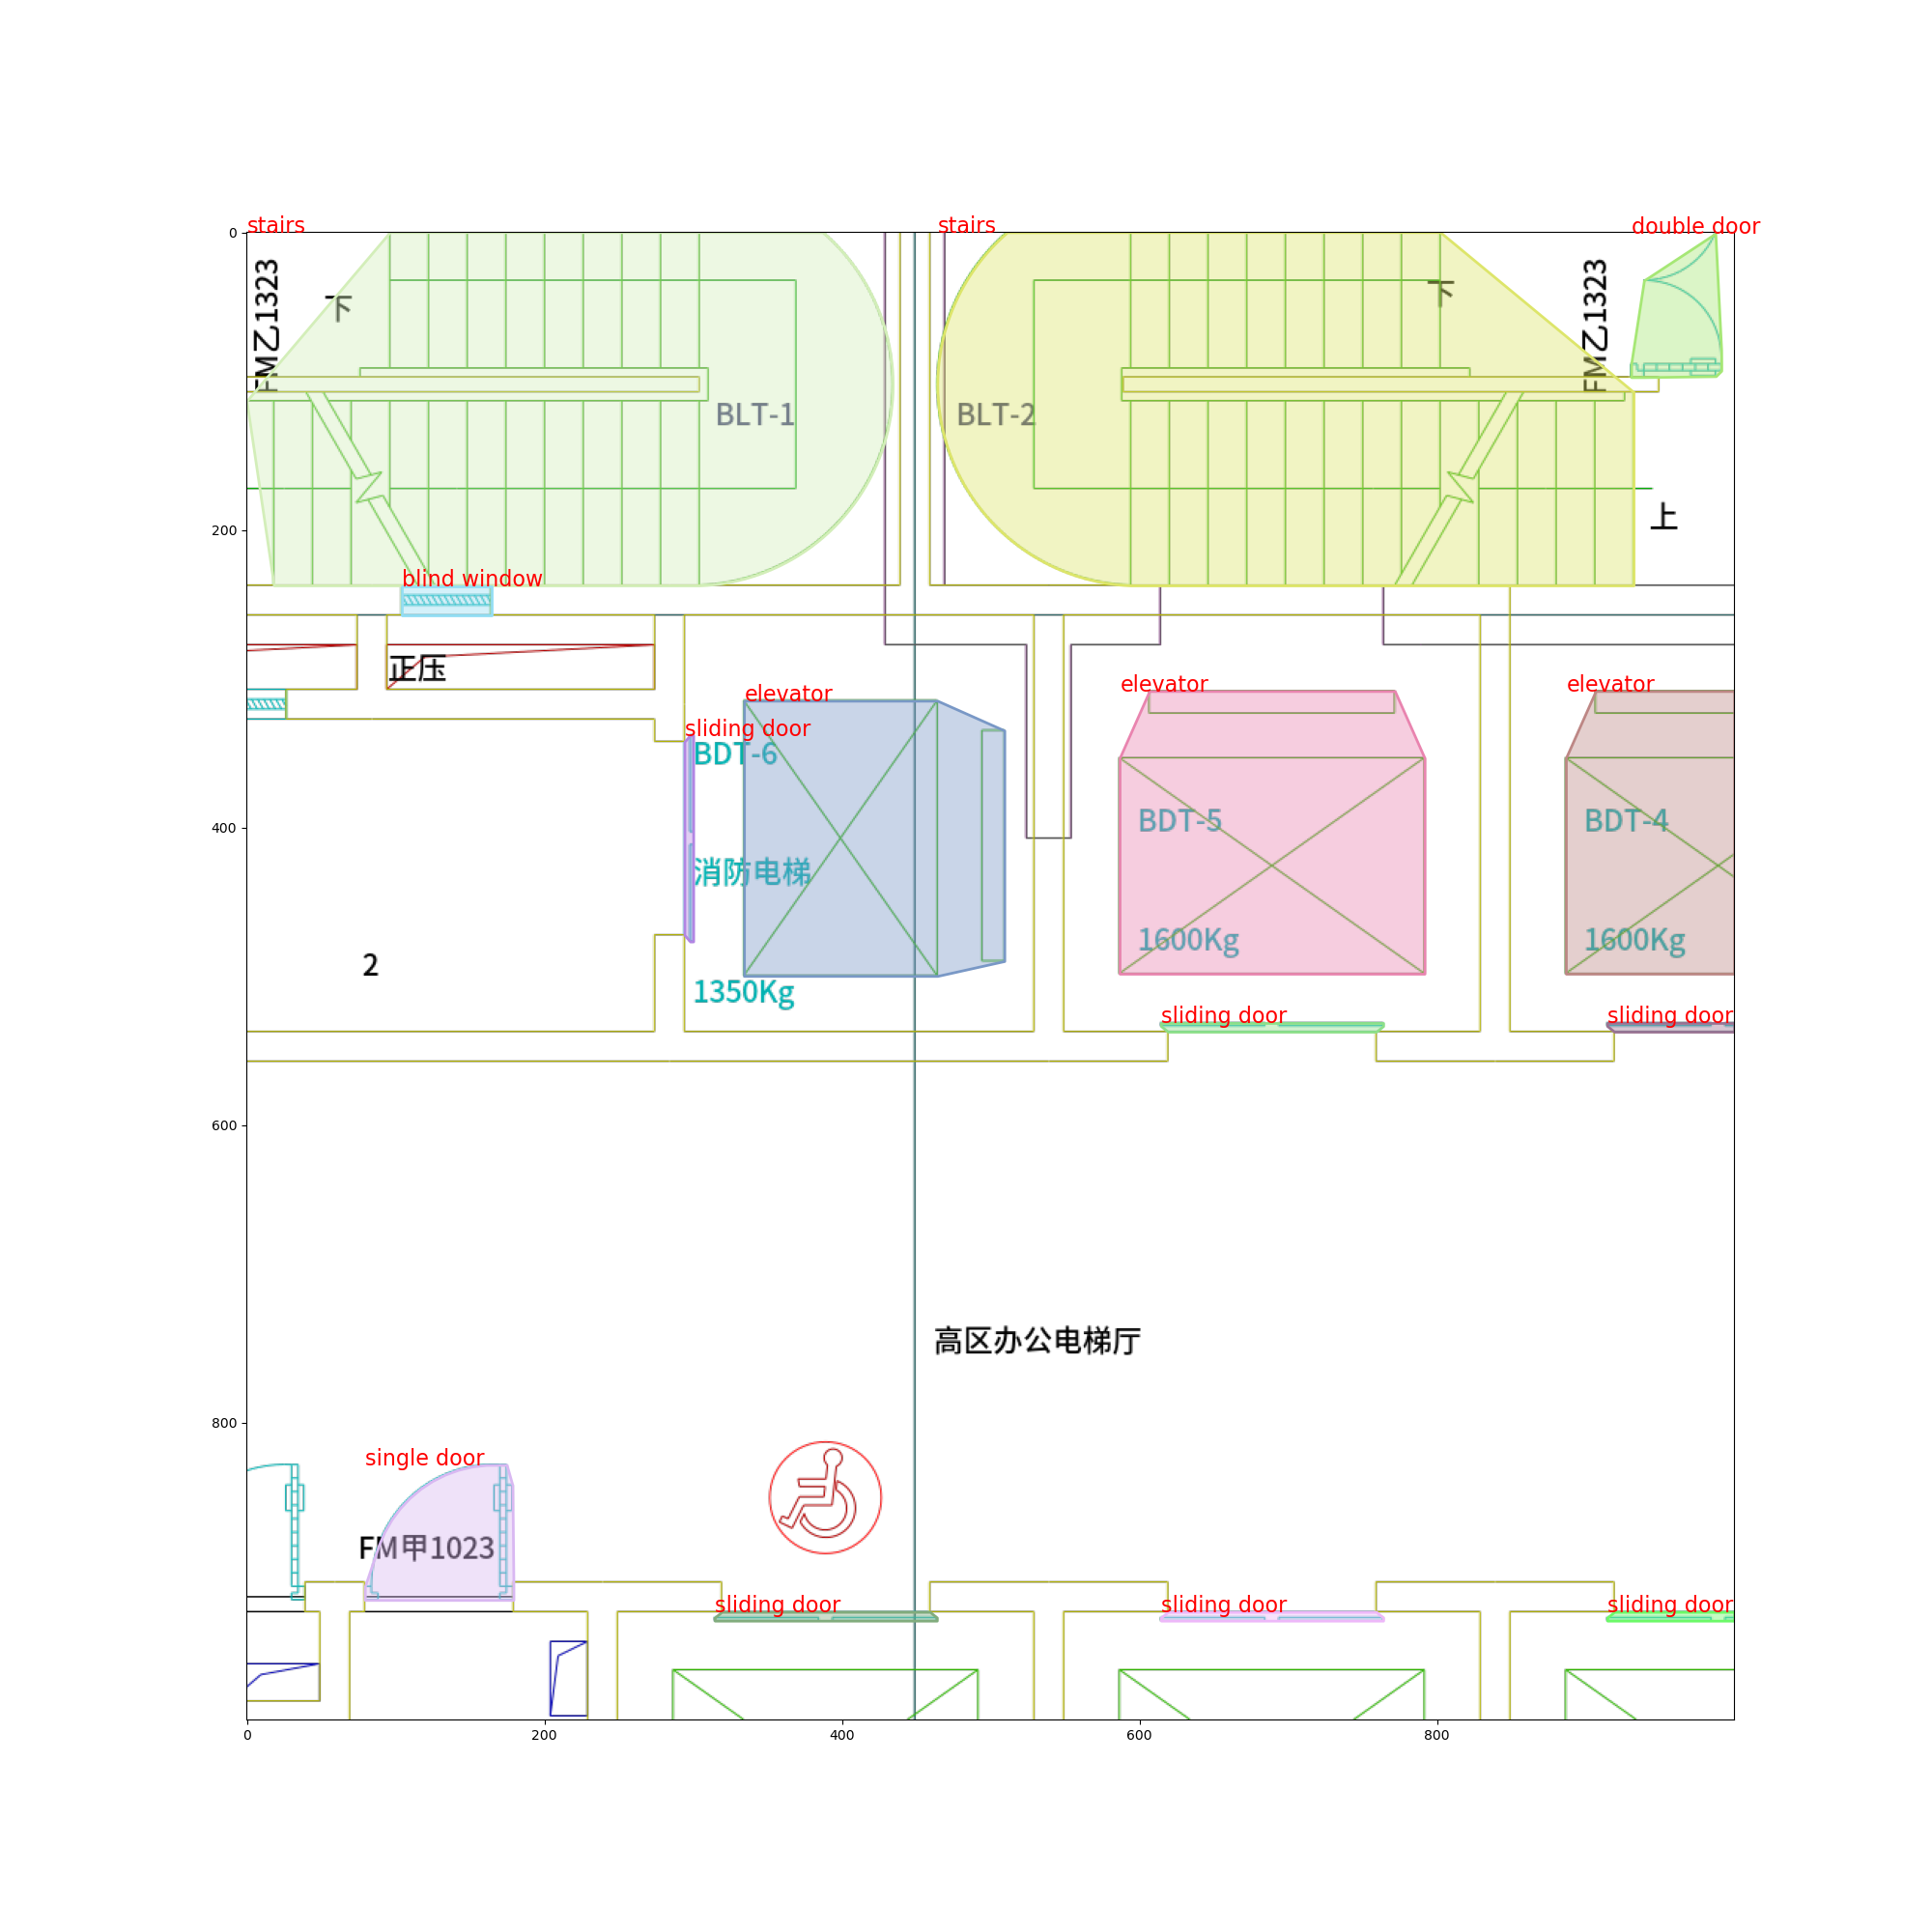 stairs
stairs
double door
FM乙1323
下
下
FM乙1323
BLT-1
BLT-2
上
blind window
正压
elevator
elevator
elevator
sliding door
BDT-6
BDT-5
BDT-4
消防电梯
1600Kg
1600Kg
2
1350Kg
sliding door
sliding door
高区办公电梯厅
single door
FM甲1023
sliding door
sliding door
sliding door
0
200
400
600
800
0
200
400
600
800